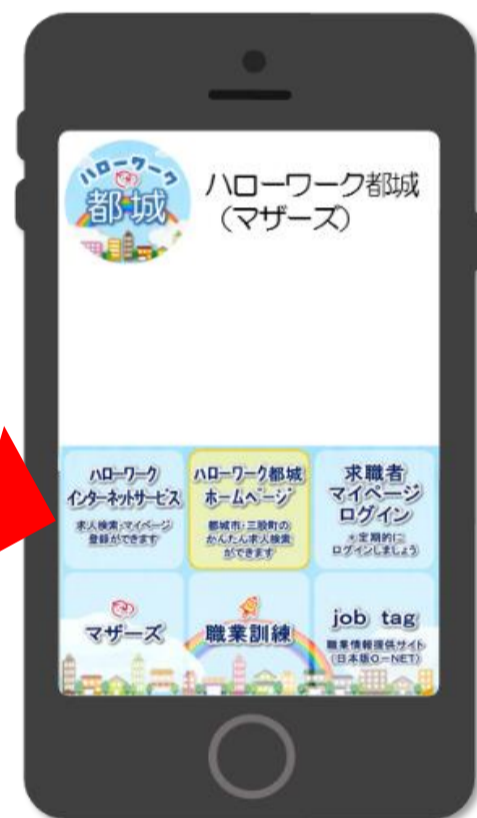 ハローワーク
都城
ハローワーク都城
（マザーズ）
ハローワーク
インターネットサービス
求人検索・マイページ
登録ができます
ハローワーク都城
ホームページ
都城市・三股町の
かんたん求人検索
ができます
求職者
マイページ
ログイン
＊定期的に
ログインしましょう
マザーズ
職業訓練
job tag
職業情報提供サイト
（日本版O-NET）